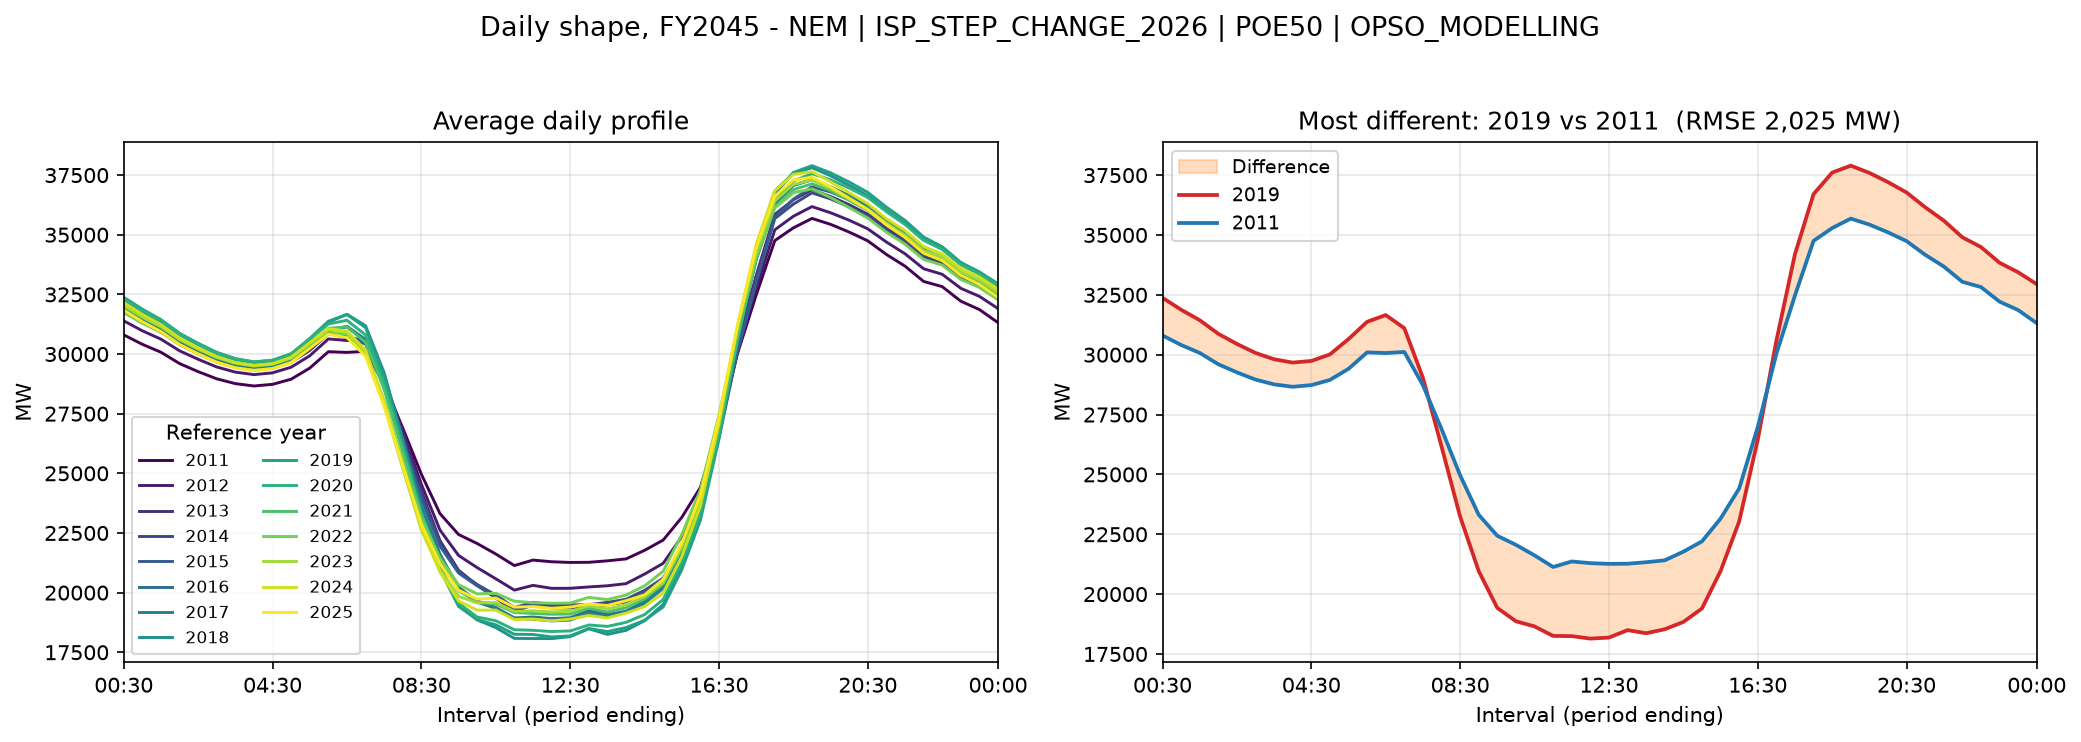 Daily shape, FY2045 - NEM | ISP_STEP_CHANGE_2026 | POE50 | OPSO_MODELLING
Average daily profile
MW
37500
35000
32500
30000
27500
25000
22500
20000
17500
Reference year
2011 2019
2012 2020
2013 2021
2014 2022
2015 2023
2016 2024
2017 2025
2018
00:30 04:30 08:30 12:30 16:30 20:30 00:00
Interval (period ending)
Most different: 2019 vs 2011 (RMSE 2,025 MW)
MW
37500
35000
32500
30000
27500
25000
22500
20000
17500
Difference
2019
2011
00:30 04:30 08:30 12:30 16:30 20:30 00:00
Interval (period ending)